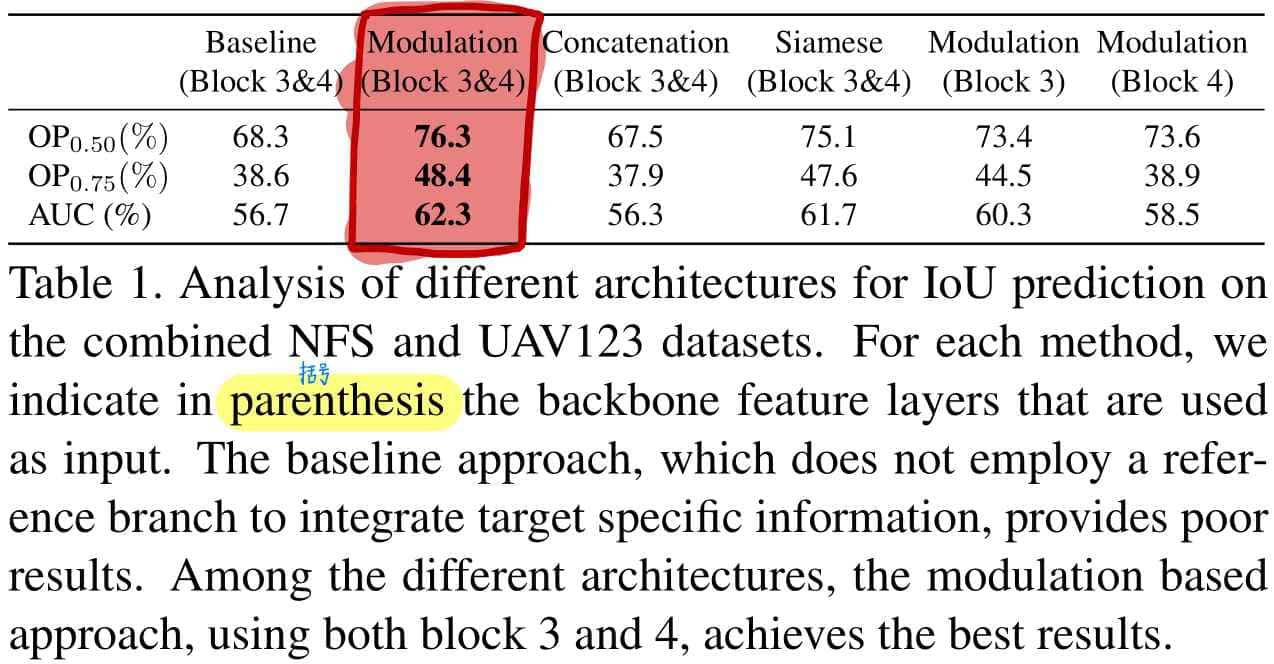 Baseline Modulation Concatenation Siamese Modulation Modulation
(Block 3&4) (Block 3&4) (Block 3&4) (Block 3&4) (Block 3) (Block 4)
OP0.50(%) 68.3 76.3 67.5 75.1 73.4 73.6
OP0.75(%) 38.6 48.4 37.9 47.6 44.5 38.9
AUC (%) 56.7 62.3 56.3 61.7 60.3 58.5
Table 1. Analysis of different architectures for IoU prediction on
the combined NFS and UAV123 datasets. For each method, we
括号
indicate in parenthesis the backbone feature layers that are used
as input. The baseline approach, which does not employ a refer-
ence branch to integrate target specific information, provides poor
results. Among the different architectures, the modulation based
approach, using both block 3 and 4, achieves the best results.